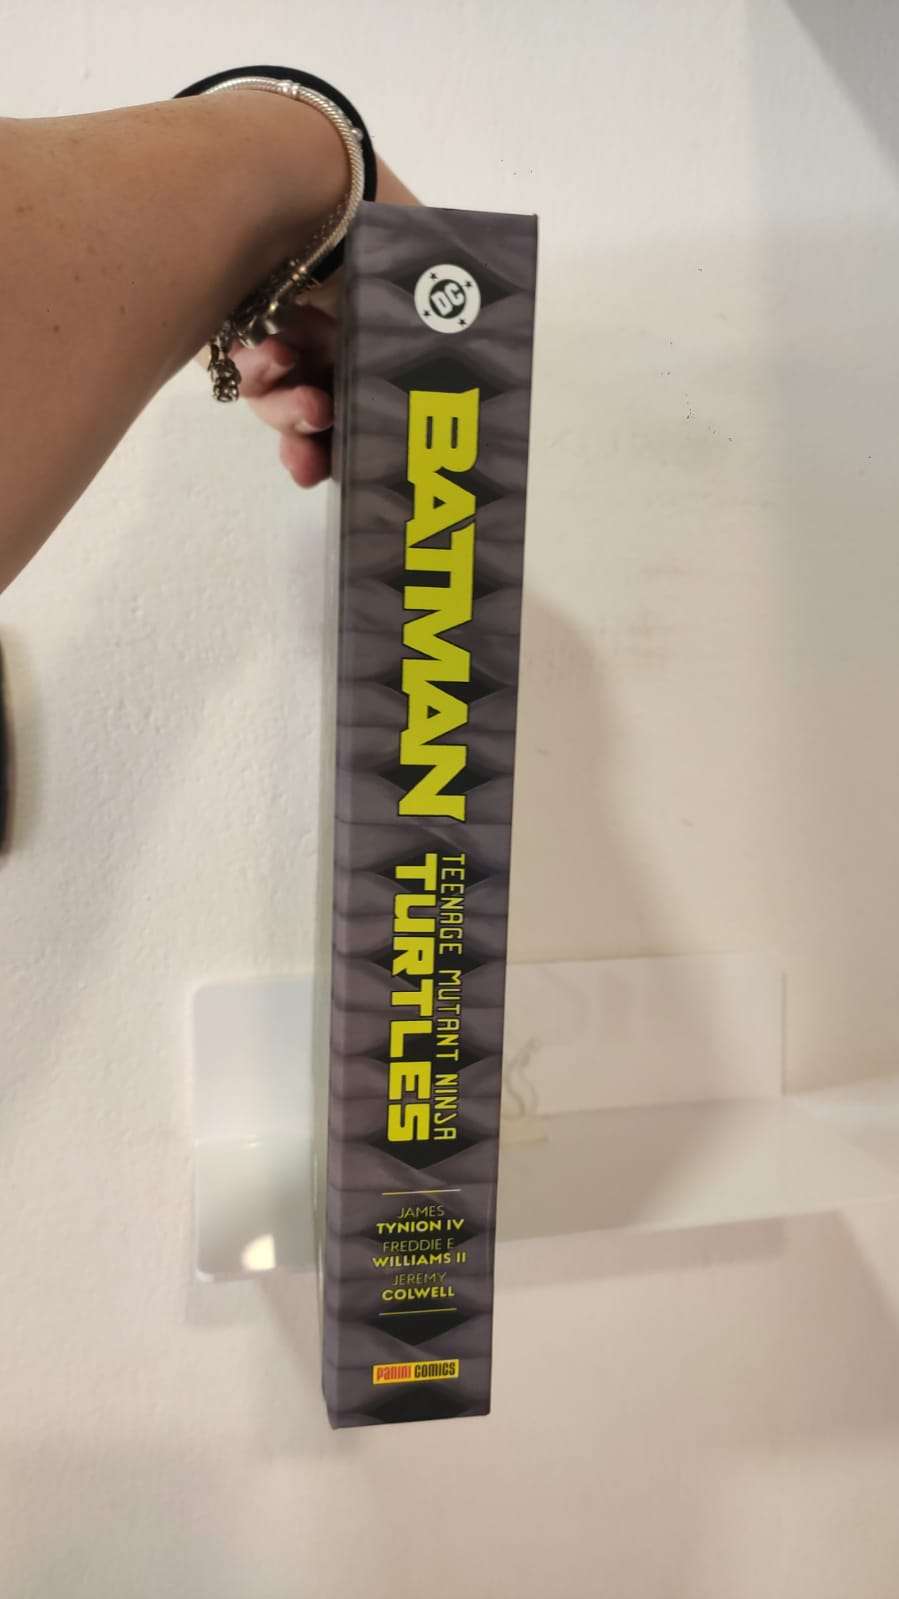 DC
BATMAN
TEENAGE MUTANT NINJA
TURTLES
JAMES
TYNION IV
FREDDIE E
WILLIAMS II
JEREMY
COLWELL
PANINI COMICS